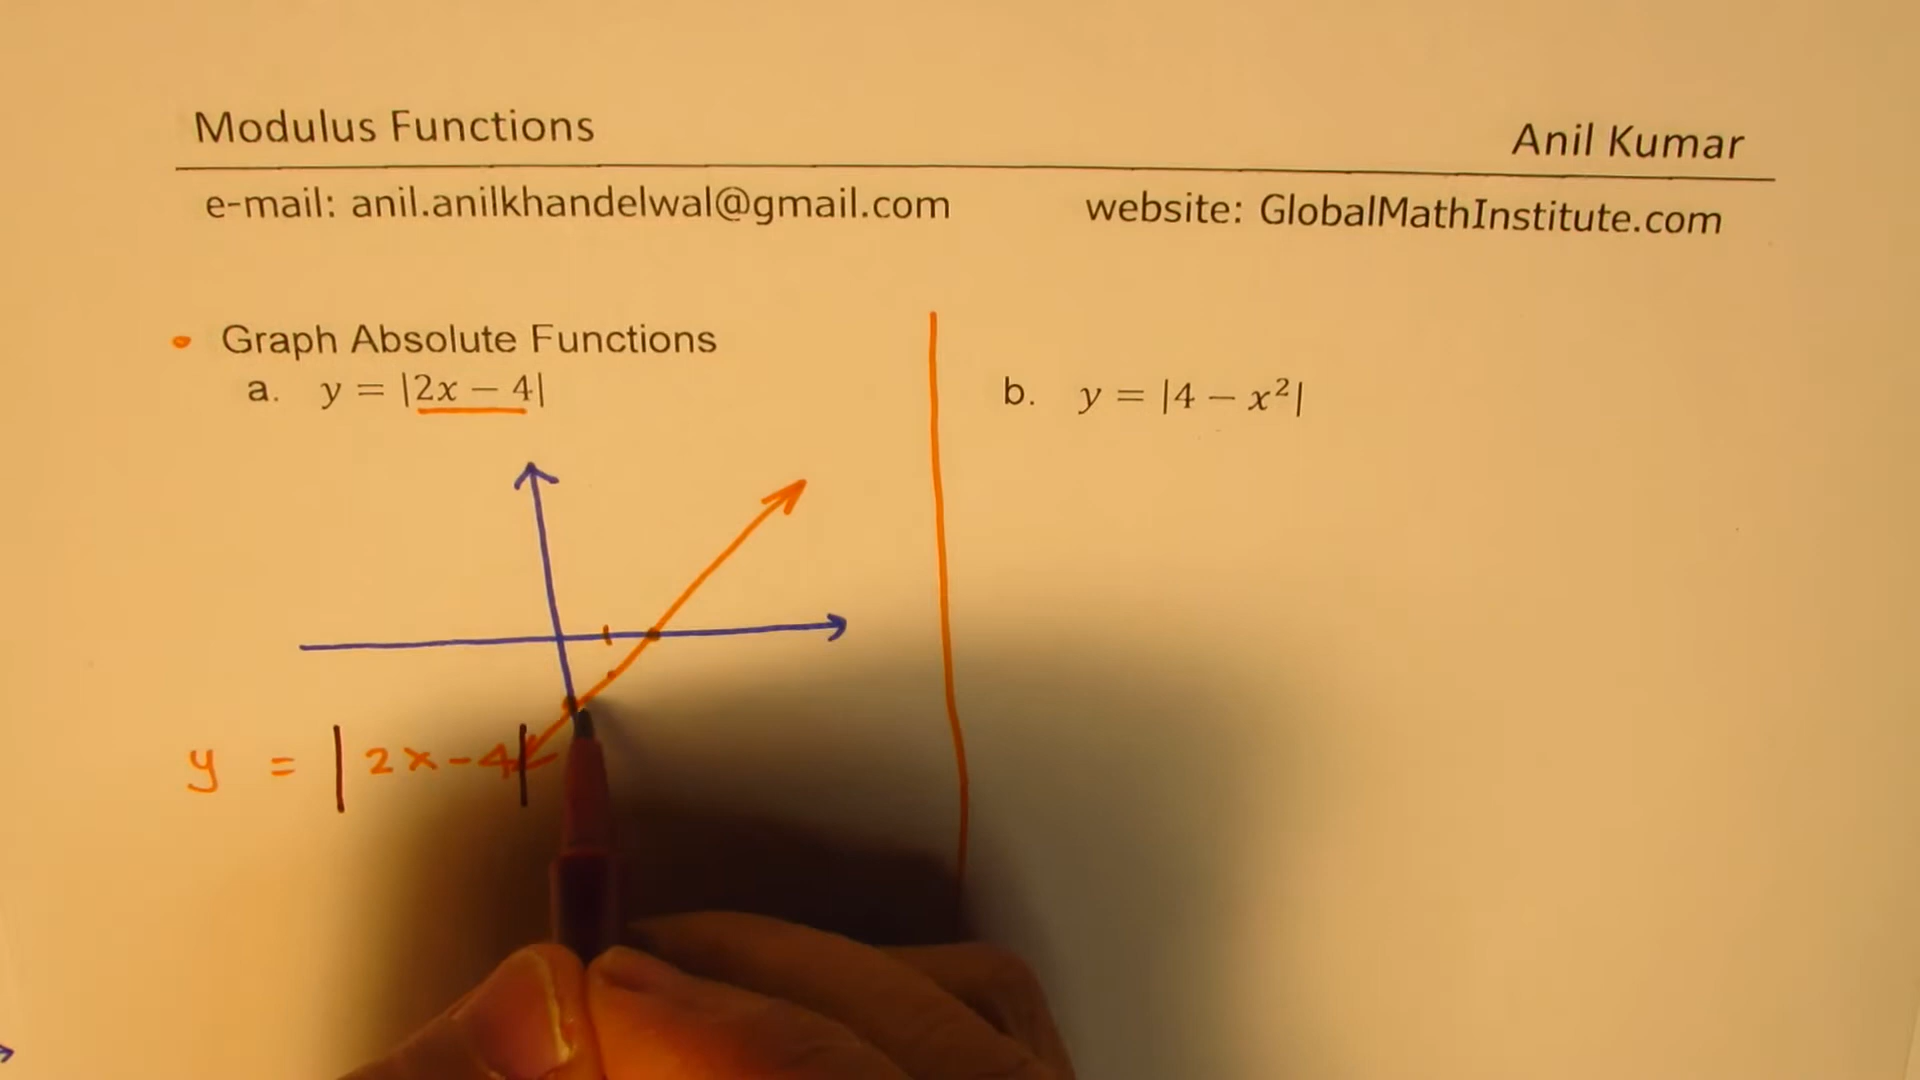 Modulus Functions Anil Kumar
e-mail: anil.anilkhandelwal@gmail.com website: GlobalMathInstitute.com
• Graph Absolute Functions
a. y = |2x − 4|
b. y = |4 − x²|
y = |2x-4|